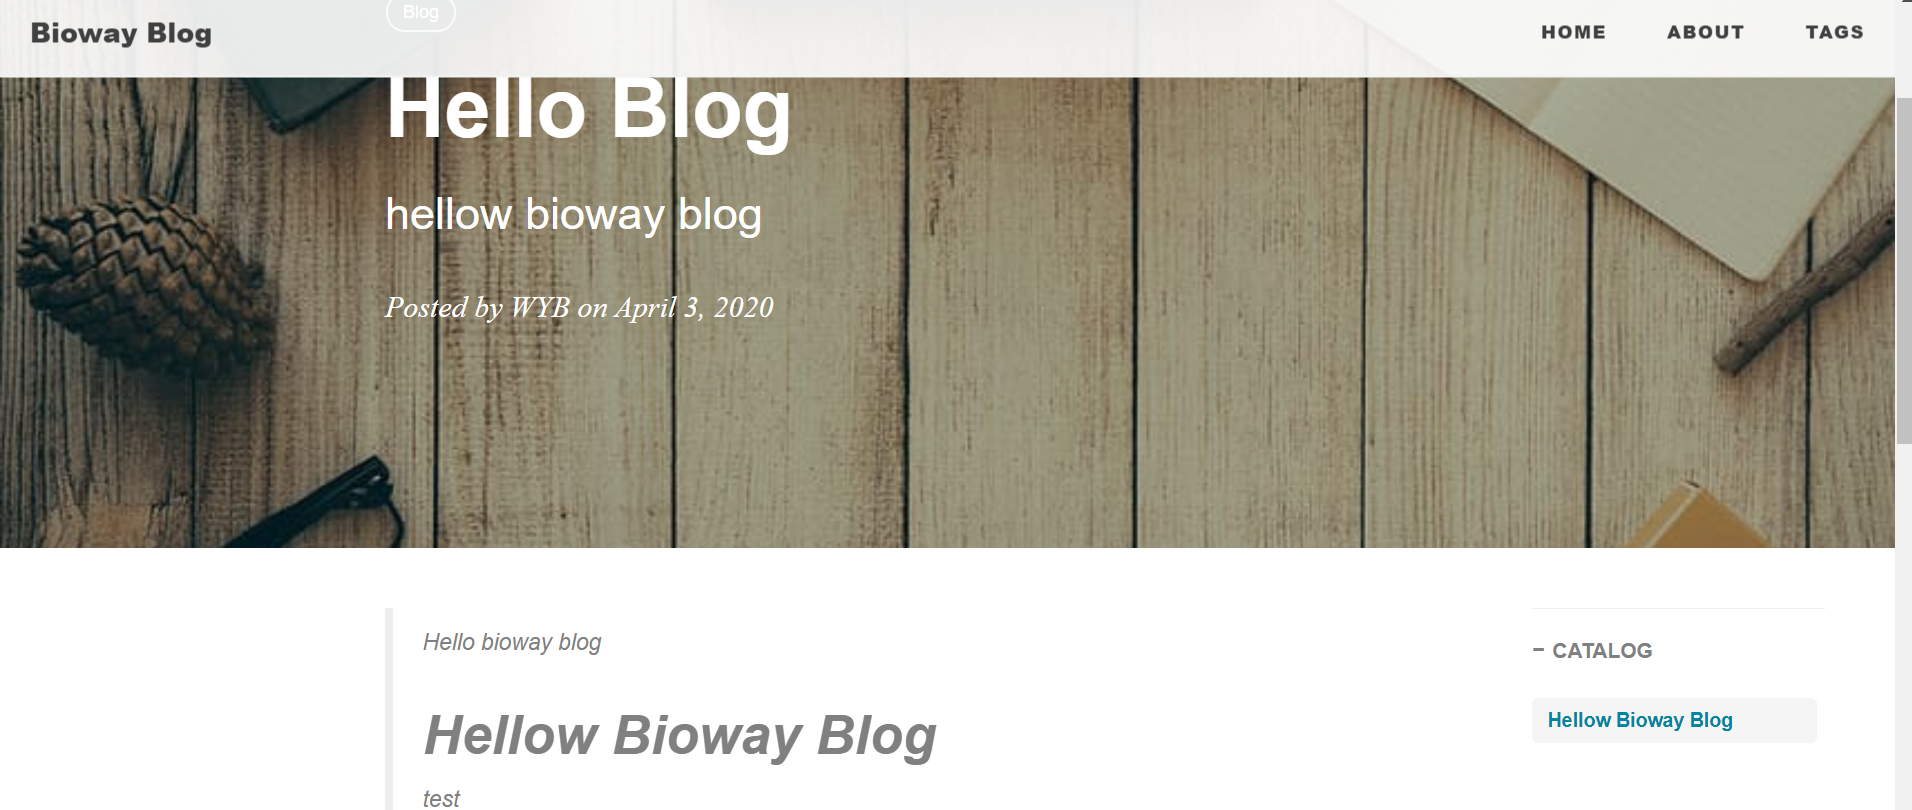 Blog
Bioway Blog
HOME
ABOUT
TAGS
Hello Blog
hellow bioway blog
Posted by WYB on April 3, 2020
Hello bioway blog
Hellow Bioway Blog
test
– CATALOG
Hellow Bioway Blog